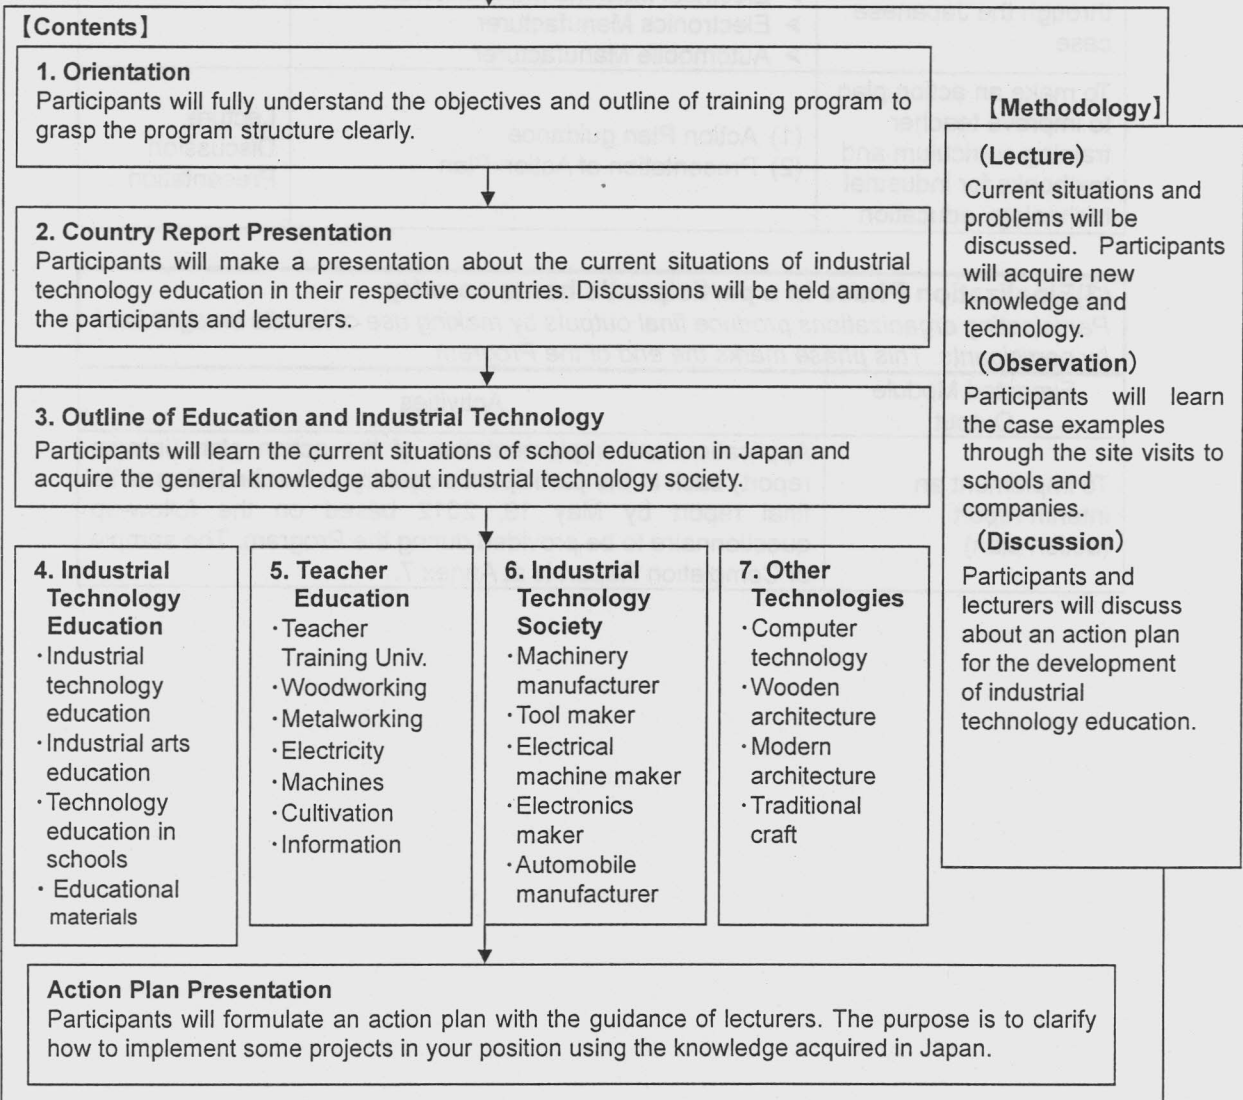 【Contents】
1. Orientation
Participants will fully understand the objectives and outline of training program to
grasp the program structure clearly.
2. Country Report Presentation
Participants will make a presentation about the current situations of industrial
technology education in their respective countries. Discussions will be held among
the participants and lecturers.
3. Outline of Education and Industrial Technology
Participants will learn the current situations of school education in Japan and
acquire the general knowledge about industrial technology society.
4. Industrial
Technology
Education
・Industrial
technology
education
・Industrial arts
education
・Technology
education in
schools
・ Educational
materials
5. Teacher
Education
・Teacher
Training Univ.
・Woodworking
・Metalworking
・Electricity
・Machines
・Cultivation
・Information
6. Industrial
Technology
Society
・Machinery
manufacturer
・Tool maker
・Electrical
machine maker
・Electronics
maker
・Automobile
manufacturer
7. Other
Technologies
・Computer
technology
・Wooden
architecture
・Modern
architecture
・Traditional
craft
【Methodology】
(Lecture)
Current situations and
problems will be
discussed. Participants
will acquire new
knowledge and
technology.
(Observation)
Participants will learn
the case examples
through the site visits to
schools and
companies.
(Discussion)
Participants and
lecturers will discuss
about an action plan
for the development
of industrial
technology education.
Action Plan Presentation
Participants will formulate an action plan with the guidance of lecturers. The purpose is to clarify
how to implement some projects in your position using the knowledge acquired in Japan.